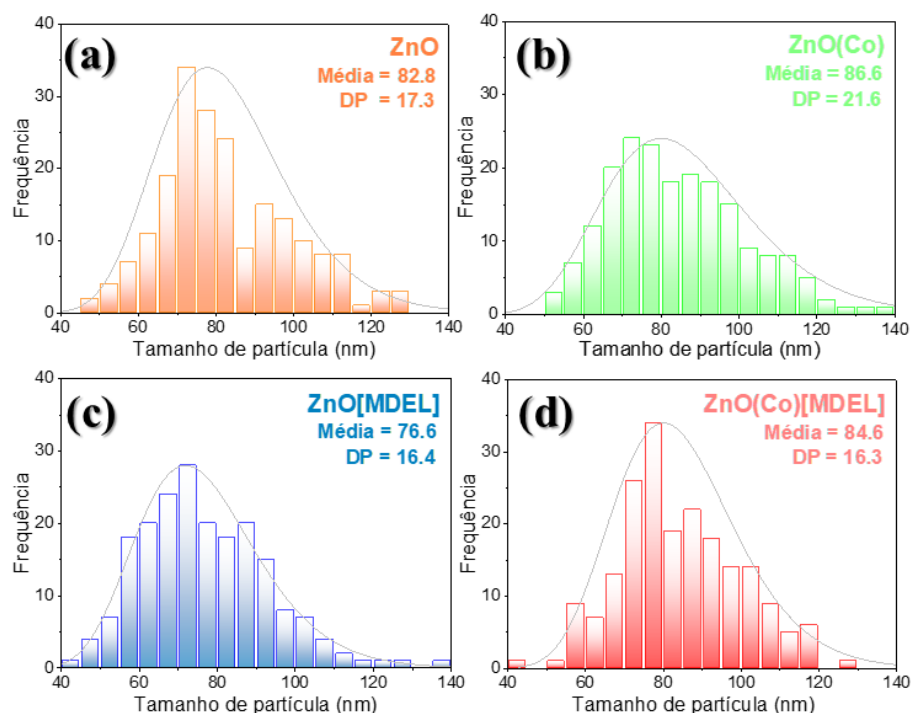 (a)
ZnO
Média = 82.8
DP = 17.3
40
30
20
10
0
Frequência
40 60 80 100 120 140
Tamanho de partícula (nm)
(b)
ZnO(Co)
Média = 86.6
DP = 21.6
40
30
20
10
0
Frequência
40 60 80 100 120 140
Tamanho de partícula (nm)
(c)
ZnO[MDEL]
Média = 76.6
DP = 16.4
40
30
20
10
0
Frequência
40 60 80 100 120 140
Tamanho de partícula (nm)
(d)
ZnO(Co)[MDEL]
Média = 84.6
DP = 16.3
40
30
20
10
0
Frequência
40 60 80 100 120 140
Tamanho de partícula (nm)